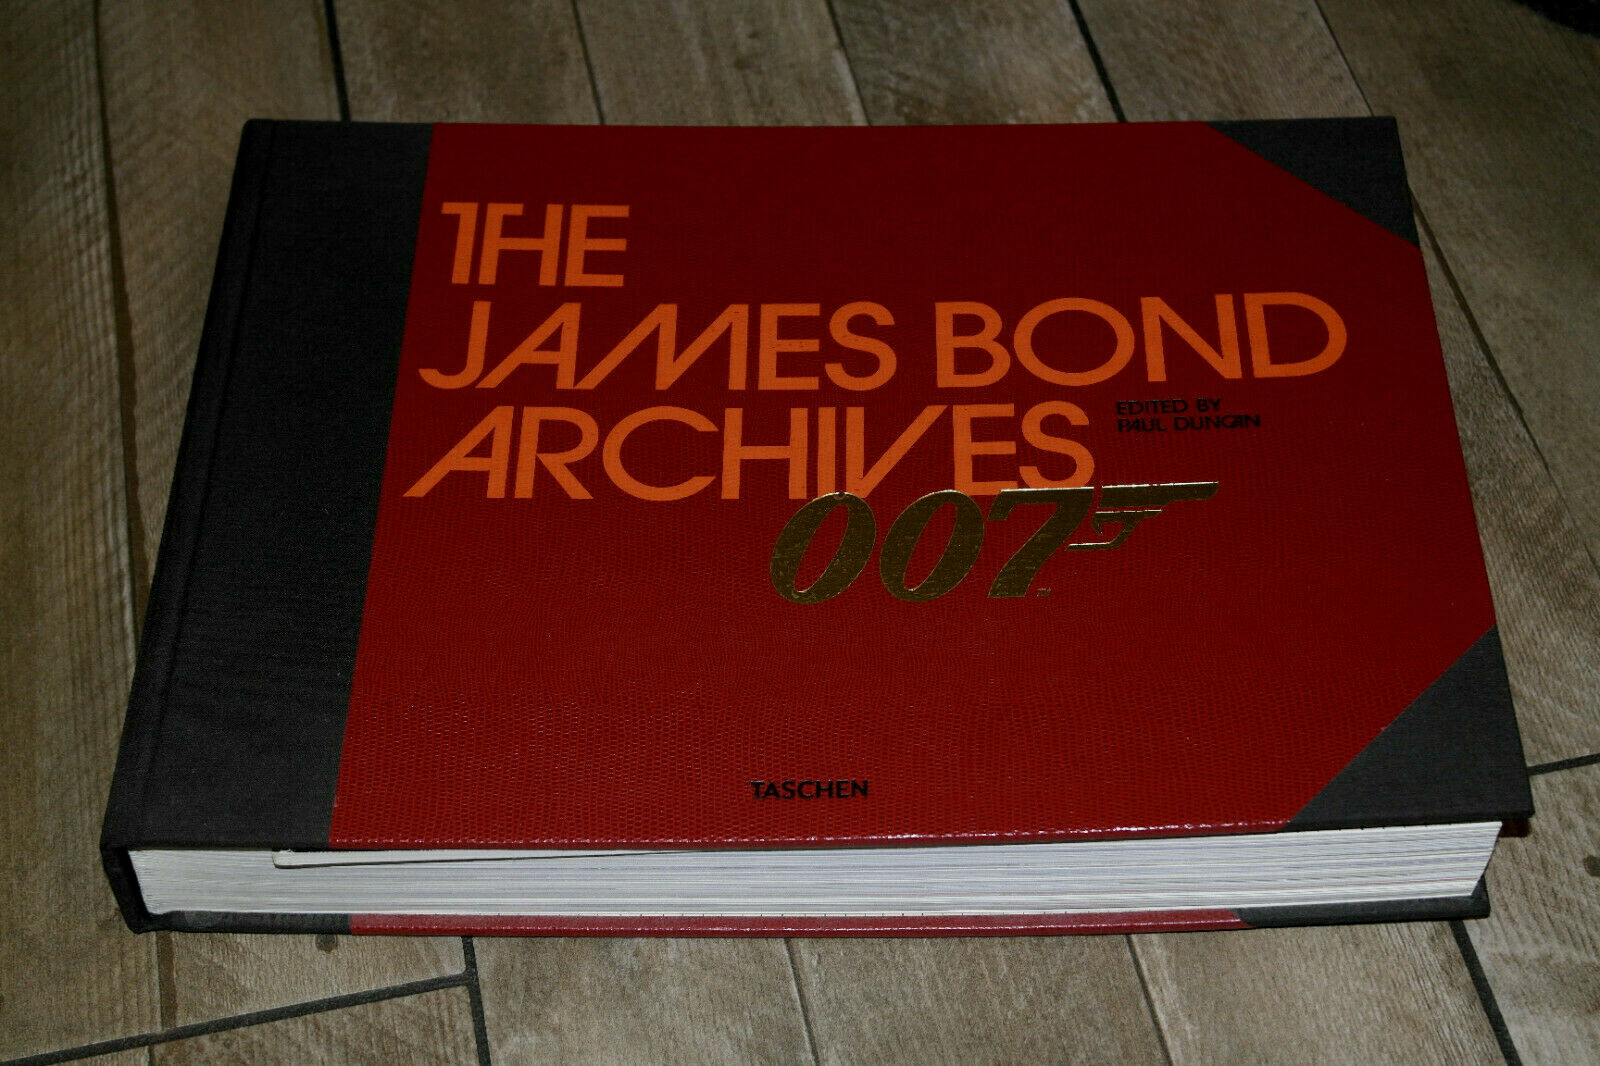 THE
JAMES BOND
ARCHIVES
EDITED BY
PAUL DUNCAN
007
TASCHEN